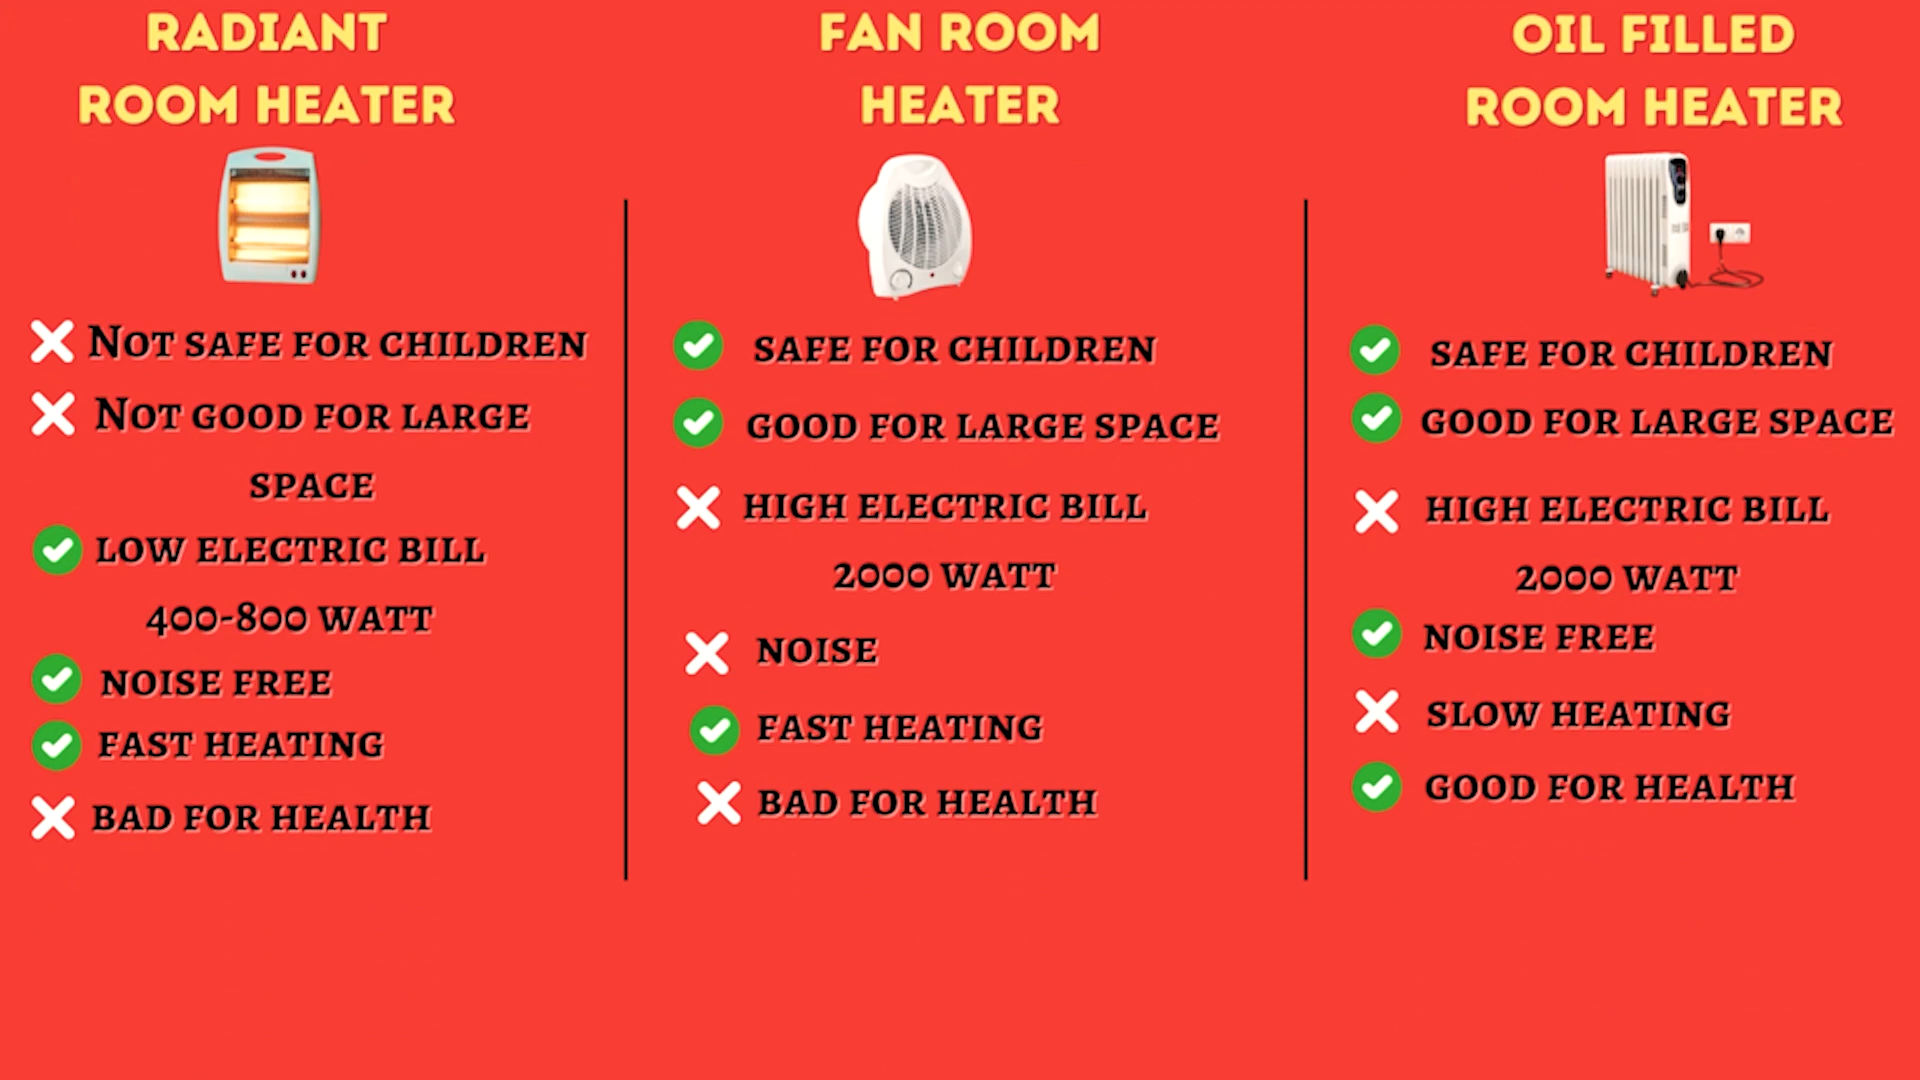 RADIANT
ROOM HEATER
Not safe for children
Not good for large
space
low electric bill
400-800 watt
noise free
fast heating
bad for health
FAN ROOM
HEATER
safe for children
good for large space
high electric bill
2000 watt
noise
fast heating
bad for health
OIL FILLED
ROOM HEATER
safe for children
good for large space
high electric bill
2000 watt
noise free
slow heating
good for health